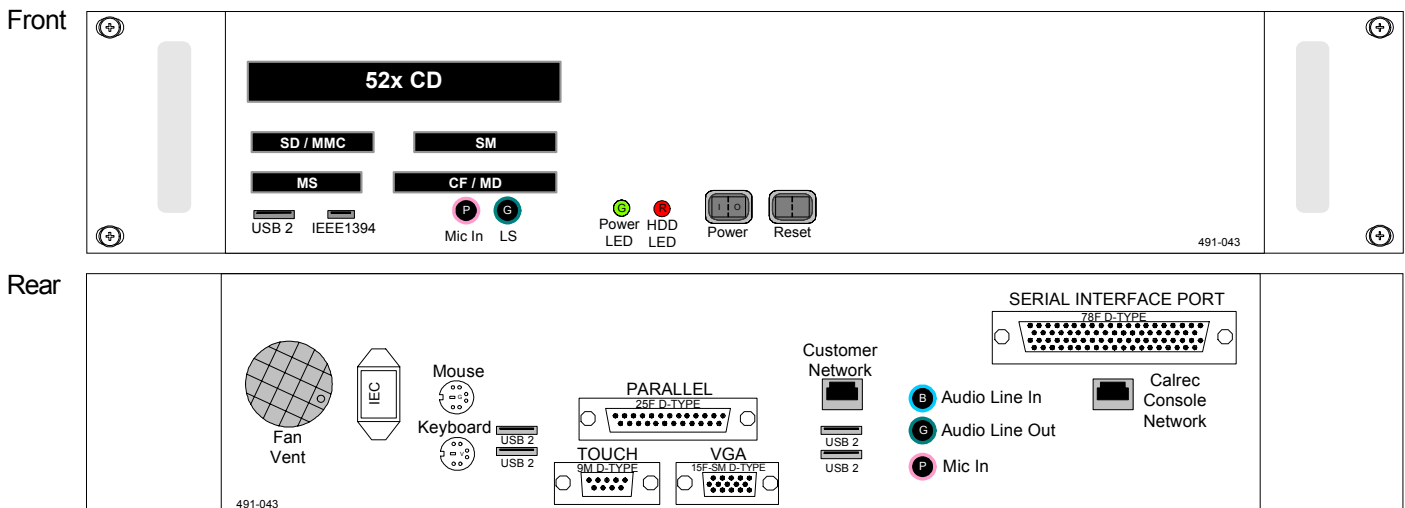 Front
52x CD
SD / MMC
SM
MS
CF / MD
P
G
G
R
I O
USB 2
IEEE1394
Mic In
LS
Power
LED
HDD
LED
Power
Reset
491-043
Rear
SERIAL INTERFACE PORT
78F D-TYPE
Customer
Network
Mouse
G
IEC
PARALLEL
25F D-TYPE
B
Audio Line In
Calrec
Console
Network
Keyboard
V
USB 2
USB 2
G
Audio Line Out
USB 2
USB 2
Fan
Vent
TOUCH
9M D-TYPE
VGA
15F-SM D-TYPE
P
Mic In
491-043